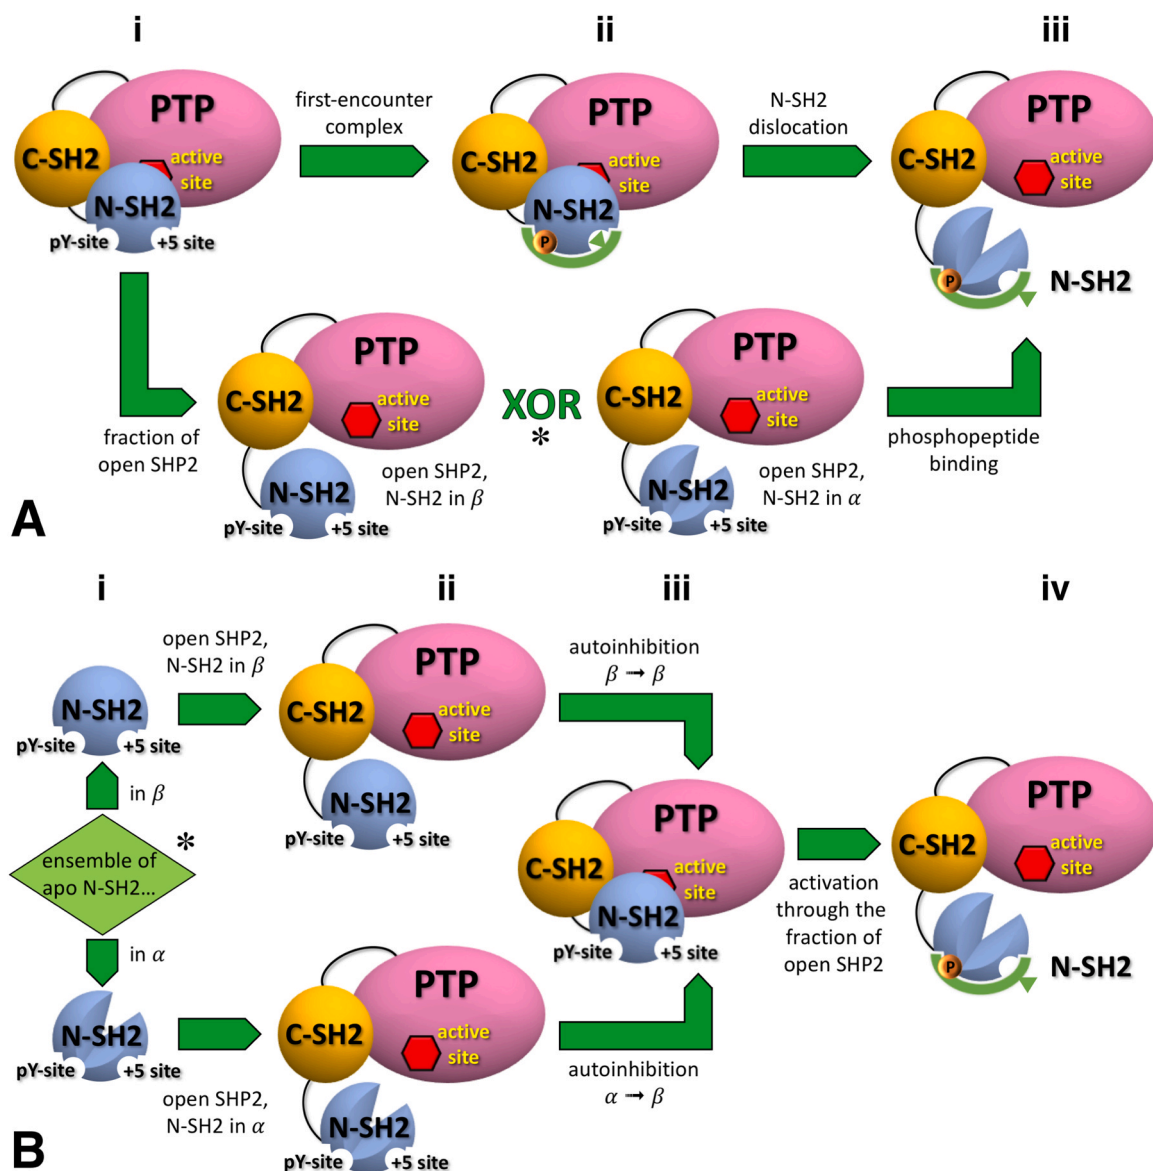 i
ii
iii
PTP
C-SH2
active
site
N-SH2
pY-site
+5 site
first-encounter
complex
PTP
C-SH2
active
site
N-SH2
P
N-SH2
dislocation
PTP
C-SH2
active
site
P
N-SH2
fraction of
open SHP2
PTP
C-SH2
active
site
N-SH2
pY-site
+5 site
open SHP2,
N-SH2 in β
XOR
*
PTP
C-SH2
active
site
N-SH2
pY-site
+5 site
open SHP2,
N-SH2 in α
phosphopeptide
binding
A
i
ii
iii
iv
N-SH2
pY-site
+5 site
in β
ensemble of
apo N-SH2...
*
in α
N-SH2
pY-site
+5 site
open SHP2,
N-SH2 in β
PTP
C-SH2
active
site
N-SH2
pY-site
+5 site
open SHP2,
N-SH2 in α
PTP
C-SH2
active
site
N-SH2
pY-site
+5 site
autoinhibition
β → β
PTP
C-SH2
active
site
N-SH2
pY-site
+5 site
autoinhibition
α → β
activation
through the
fraction of
open SHP2
PTP
C-SH2
active
site
P
N-SH2
B